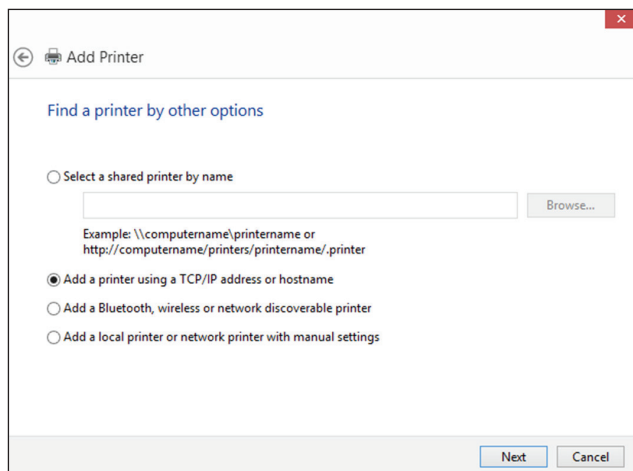 Add Printer
Find a printer by other options
Select a shared printer by name
Browse...
Example: \\computername\printername or
http://computername/printers/printername/.printer
Add a printer using a TCP/IP address or hostname
Add a Bluetooth, wireless or network discoverable printer
Add a local printer or network printer with manual settings
Next Cancel